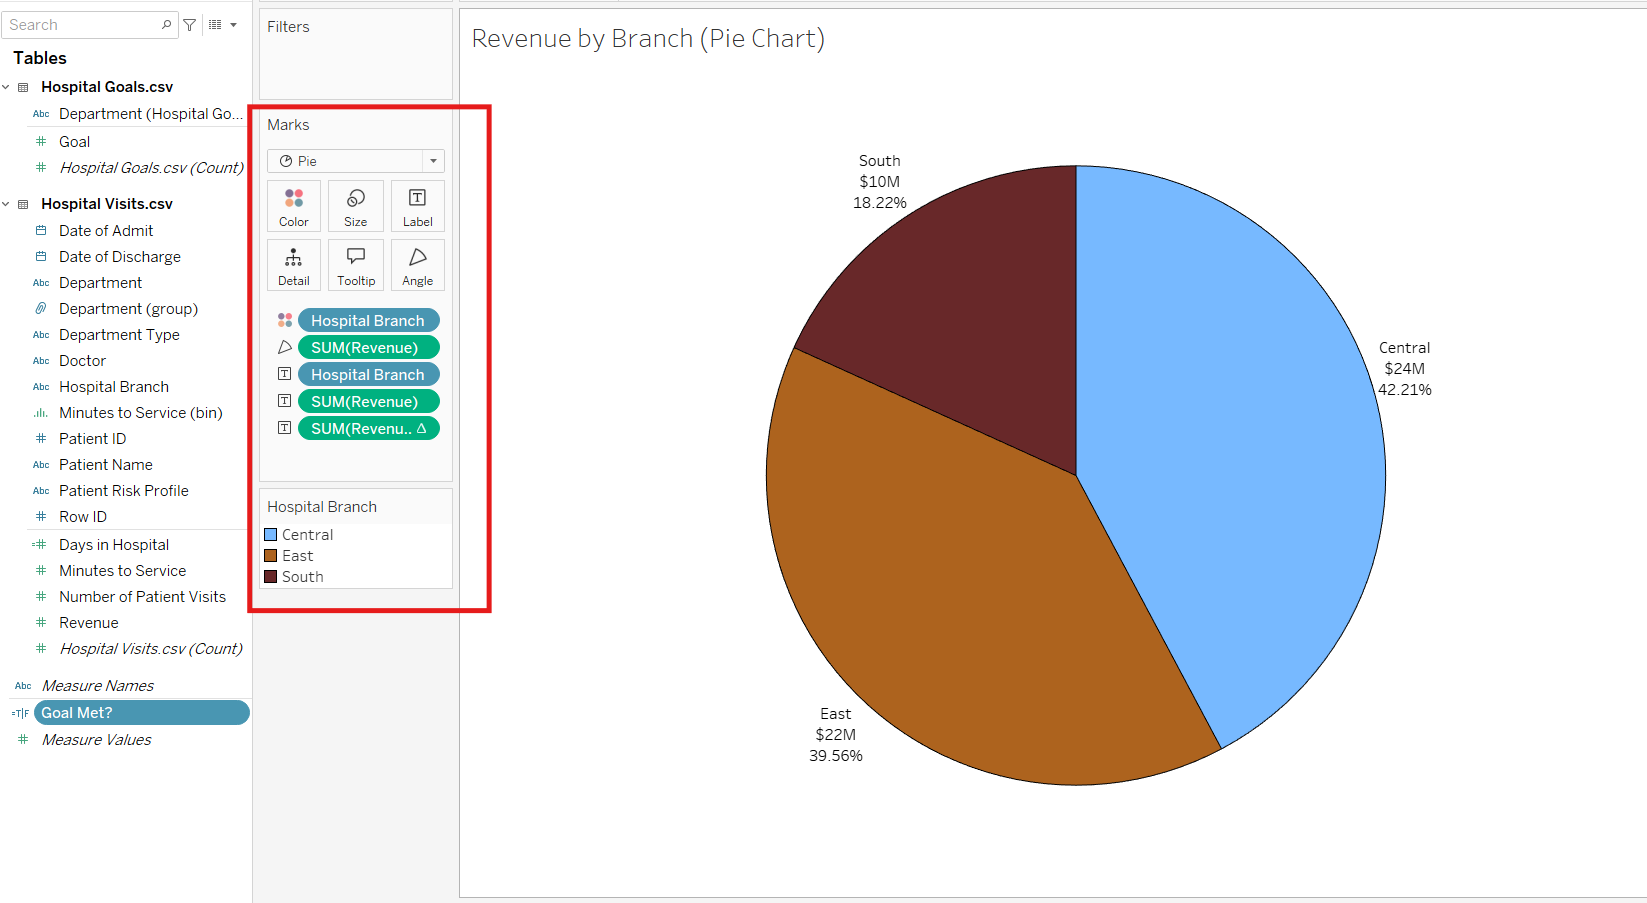 Search
Tables
Hospital Goals.csv
Abc Department (Hospital Go...
# Goal
# Hospital Goals.csv (Count)
Hospital Visits.csv
Date of Admit
Date of Discharge
Abc Department
Department (group)
Abc Department Type
Abc Doctor
Abc Hospital Branch
Minutes to Service (bin)
# Patient ID
Abc Patient Name
Abc Patient Risk Profile
# Row ID
=# Days in Hospital
# Minutes to Service
# Number of Patient Visits
# Revenue
# Hospital Visits.csv (Count)
Abc Measure Names
=T|F Goal Met?
# Measure Values
Filters
Marks
Pie
Color Size T Label
Detail Tooltip Angle
Hospital Branch
SUM(Revenue)
T Hospital Branch
T SUM(Revenue)
T SUM(Revenu.. Δ
Hospital Branch
Central
East
South
Revenue by Branch (Pie Chart)
South
$10M
18.22%
Central
$24M
42.21%
East
$22M
39.56%